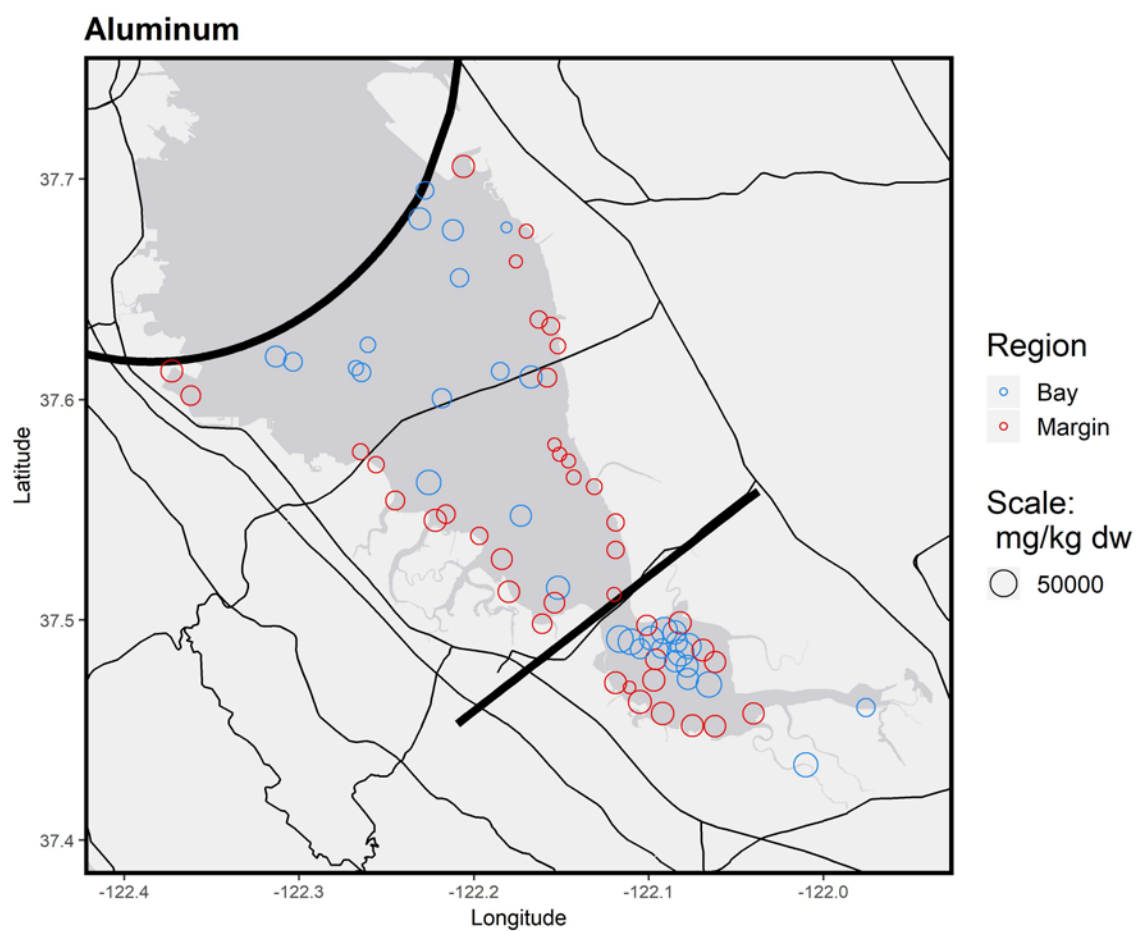 Aluminum
37.7
37.6
37.5
37.4
Latitude
-122.4
-122.3
-122.2
-122.1
-122.0
Longitude
Region
Bay
Margin
Scale:
mg/kg dw
50000